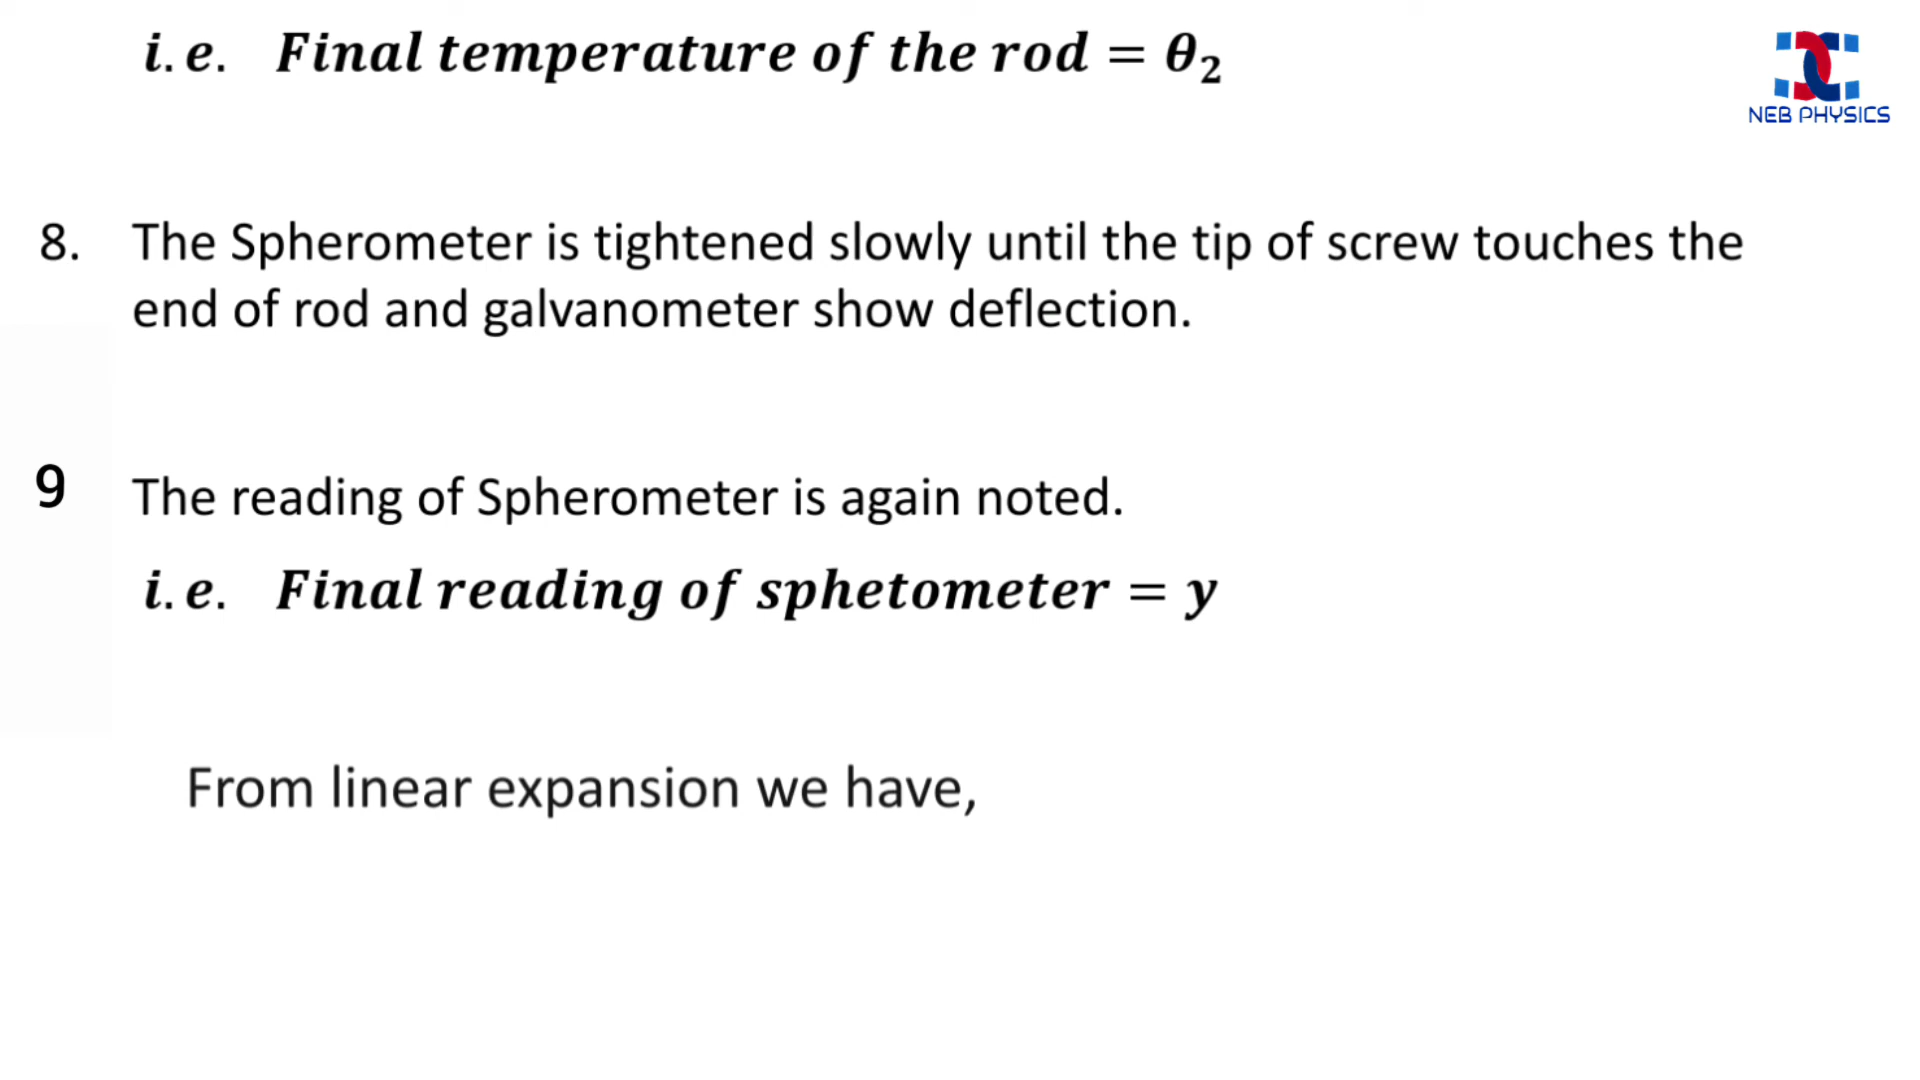 i.e. Final temperature of the rod = θ₂
NEB PHYSICS
8. The Spherometer is tightened slowly until the tip of screw touches the
end of rod and galvanometer show deflection.
9 The reading of Spherometer is again noted.
i.e. Final reading of sphetometer = y
From linear expansion we have,